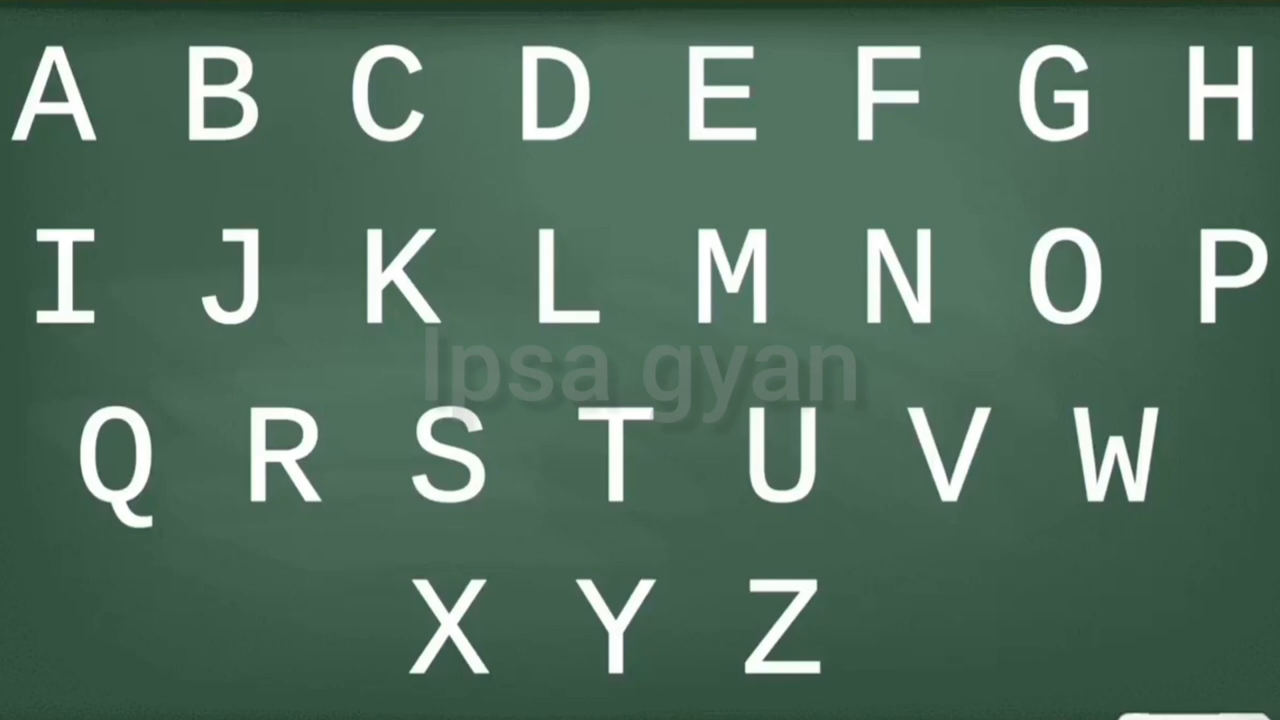 A B C D E F G H
I J K L M N O P
Ipsa gyan
Q R S T U V W
X Y Z